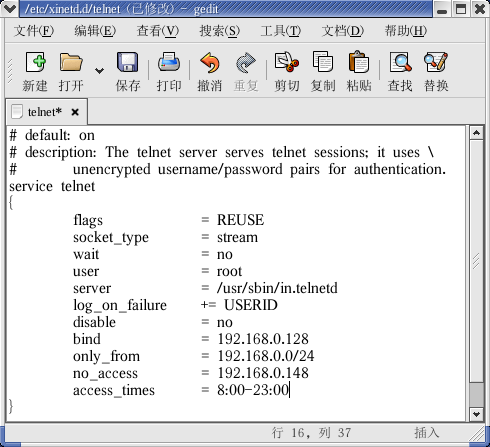 /etc/xinetd.d/telnet (已修改) - gedit
文件(F) 编辑(E) 查看(V) 搜索(S) 工具(T) 文档(D) 帮助(H)
新建 打开 保存 打印 撤消 重复 剪切 复制 粘贴 查找 替换
telnet*
# default: on
# description: The telnet server serves telnet sessions; it uses \
# unencrypted username/password pairs for authentication.
service telnet
{
flags = REUSE
socket_type = stream
wait = no
user = root
server = /usr/sbin/in.telnetd
log_on_failure += USERID
disable = no
bind = 192.168.0.128
only_from = 192.168.0.0/24
no_access = 192.168.0.148
access_times = 8:00-23:00
}
行 16, 列 37 插入